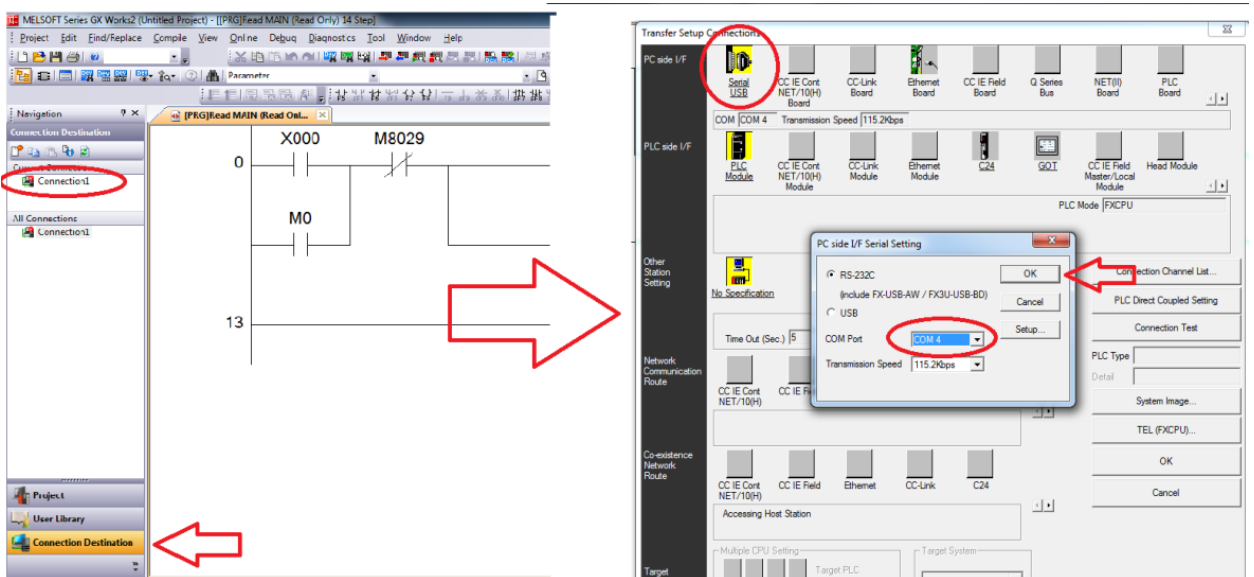 MELSOFT Series GX Works2 (Untitled Project) - [[PRG]Read MAIN (Read Only) 14 Step]
Project Edit Find/Replace Compile View Online Debug Diagnostics Tool Window Help
Parameter
Navigation
[PRG]Read MAIN (Read Onl...
Connection Destination
Connection1
All Connections
Connection1
X000 M8029
0
M0
13
Project
User Library
Connection Destination
Transfer Setup Connection1
PC side I/F
Serial USB
CC IE Cont NET/10(H) Board
CC-Link Board
Ethernet Board
CC IE Field Board
Q Series Bus
NET(II) Board
PLC Board
COM COM 4 Transmission Speed 115.2Kbps
PLC side I/F
PLC Module
CC IE Cont NET/10(H) Module
CC-Link Module
Ethernet Module
C24
GOT
CC IE Field Master/Local Module
Head Module
PLC Mode FXCPU
PC side I/F Serial Setting
RS-232C
(include FX-USB-AW / FX3U-USB-BD)
USB
COM Port COM 4
Transmission Speed 115.2Kbps
OK
Cancel
Setup...
Other Station Setting
No Specification
Time Out (Sec.) 5
Connection Channel List...
PLC Direct Coupled Setting
Connection Test
PLC Type
Detail
System Image...
TEL (FXCPU)...
OK
Cancel
Network Communication Route
CC IE Cont NET/10(H)
Co-existence Network Route
CC IE Cont NET/10(H)
CC IE Field
Ethernet
CC-Link
C24
Accessing Host Station
Multiple CPU Setting
Target PLC
Target System
Target